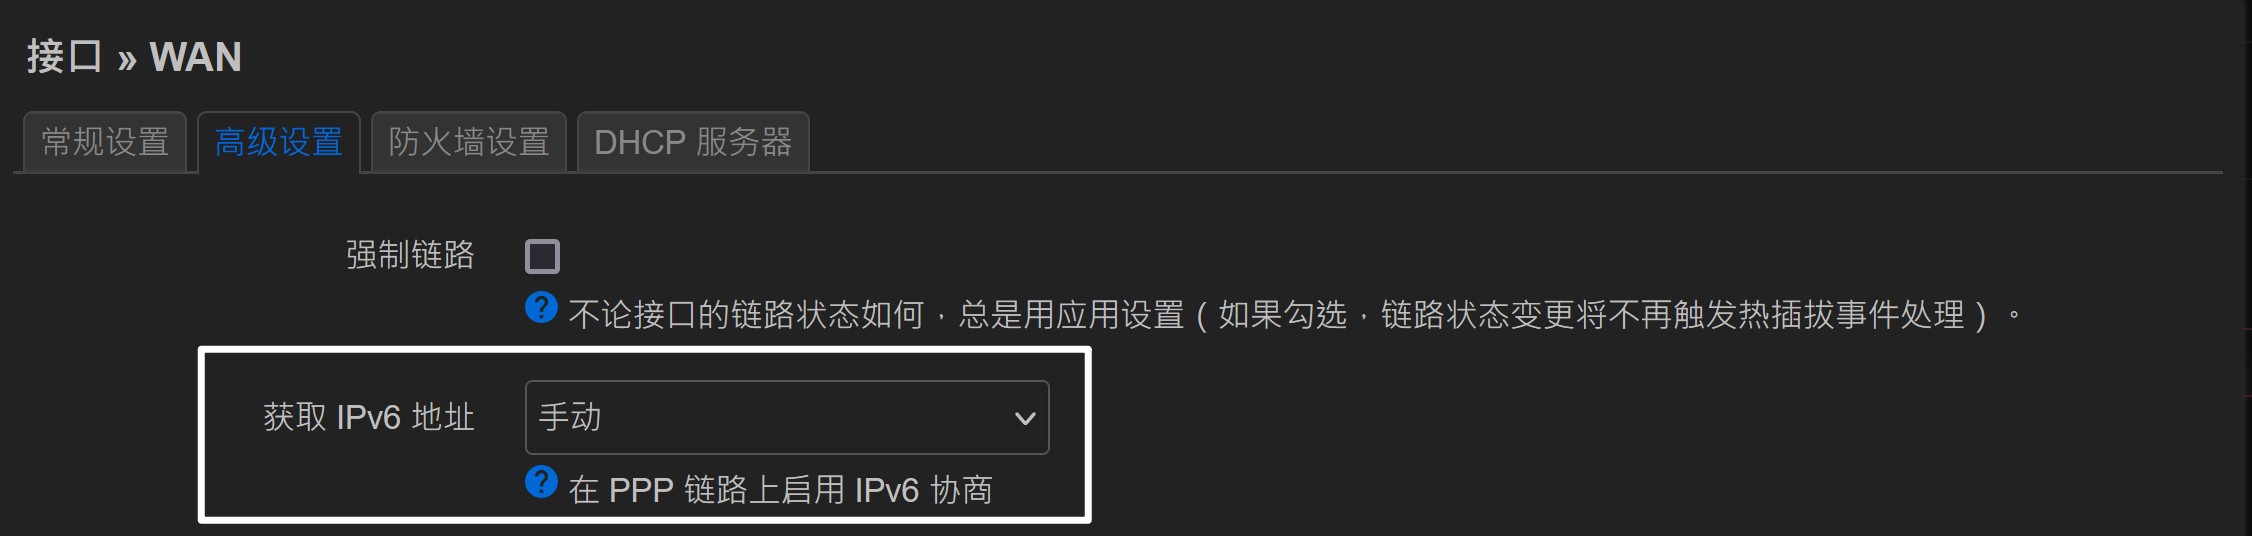 接口 » WAN
常规设置 高级设置 防火墙设置 DHCP 服务器
强制链路
不论接口的链路状态如何，总是用应用设置（如果勾选，链路状态变更将不再触发热插拔事件处理）。
获取 IPv6 地址 手动
在 PPP 链路上启用 IPv6 协商